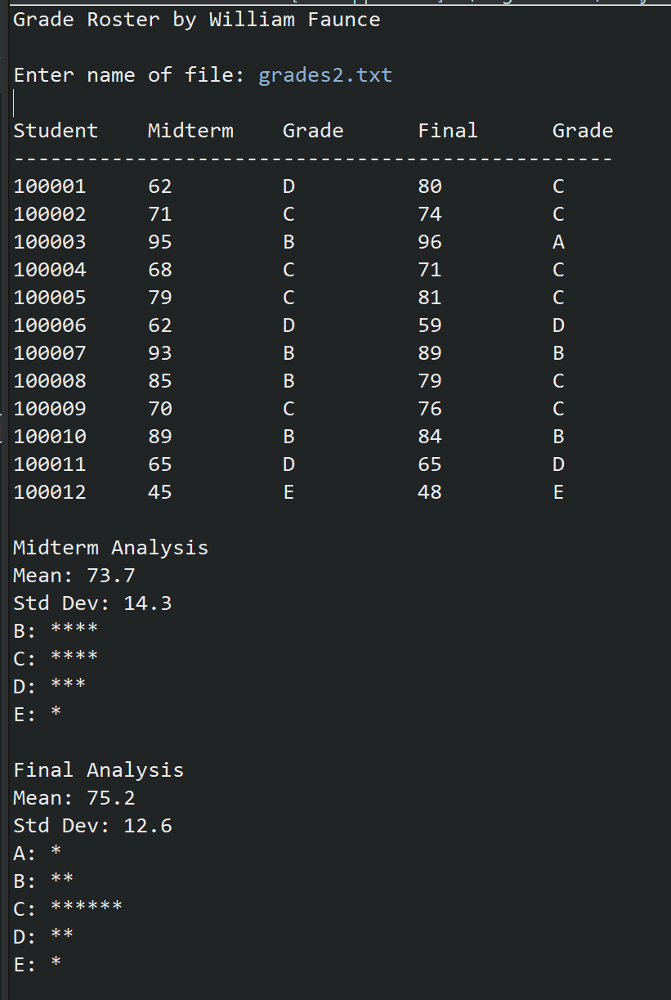 Grade Roster by William Faunce
Enter name of file: grades2.txt
Student Midterm Grade Final Grade
-------------------------------------------------
100001 62 D 80 C
100002 71 C 74 C
100003 95 B 96 A
100004 68 C 71 C
100005 79 C 81 C
100006 62 D 59 D
100007 93 B 89 B
100008 85 B 79 C
100009 70 C 76 C
100010 89 B 84 B
100011 65 D 65 D
100012 45 E 48 E
Midterm Analysis
Mean: 73.7
Std Dev: 14.3
B: ****
C: ****
D: ***
E: *
Final Analysis
Mean: 75.2
Std Dev: 12.6
A: *
B: **
C: ******
D: **
E: *